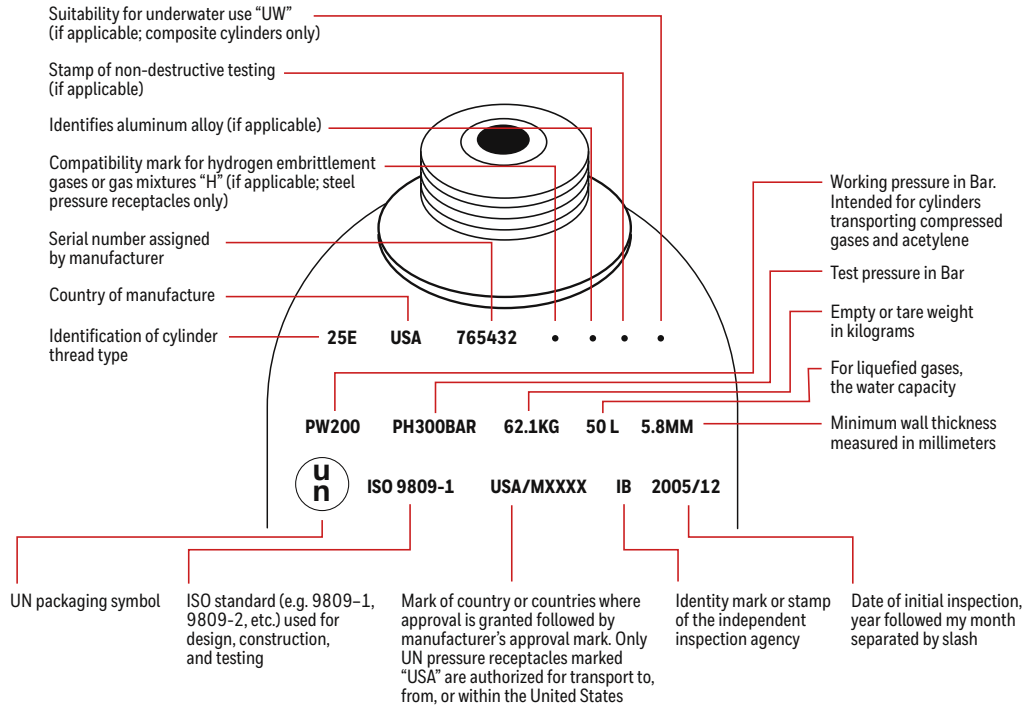 Suitability for underwater use "UW"
(if applicable; composite cylinders only)
Stamp of non-destructive testing
(if applicable)
Identifies aluminum alloy (if applicable)
Compatibility mark for hydrogen embrittlement
gases or gas mixtures "H" (if applicable; steel
pressure receptacles only)
Serial number assigned
by manufacturer
Country of manufacture
Identification of cylinder
thread type
Working pressure in Bar.
Intended for cylinders
transporting compressed
gases and acetylene
Test pressure in Bar
Empty or tare weight
in kilograms
For liquefied gases,
the water capacity
Minimum wall thickness
measured in millimeters
25E USA 765432 • • • •
PW200 PH300BAR 62.1KG 50 L 5.8MM
u
n
ISO 9809-1 USA/MXXXX IB 2005/12
UN packaging symbol
ISO standard (e.g. 9809–1,
9809-2, etc.) used for
design, construction,
and testing
Mark of country or countries where
approval is granted followed by
manufacturer's approval mark. Only
UN pressure receptacles marked
"USA" are authorized for transport to,
from, or within the United States
Identity mark or stamp
of the independent
inspection agency
Date of initial inspection,
year followed my month
separated by slash